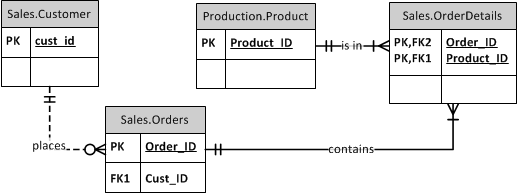 Sales.Customer
PK cust_id
Production.Product
PK Product_ID
Sales.OrderDetails
PK,FK2 Order_ID
PK,FK1 Product_ID
is in
places
Sales.Orders
PK Order_ID
FK1 Cust_ID
contains